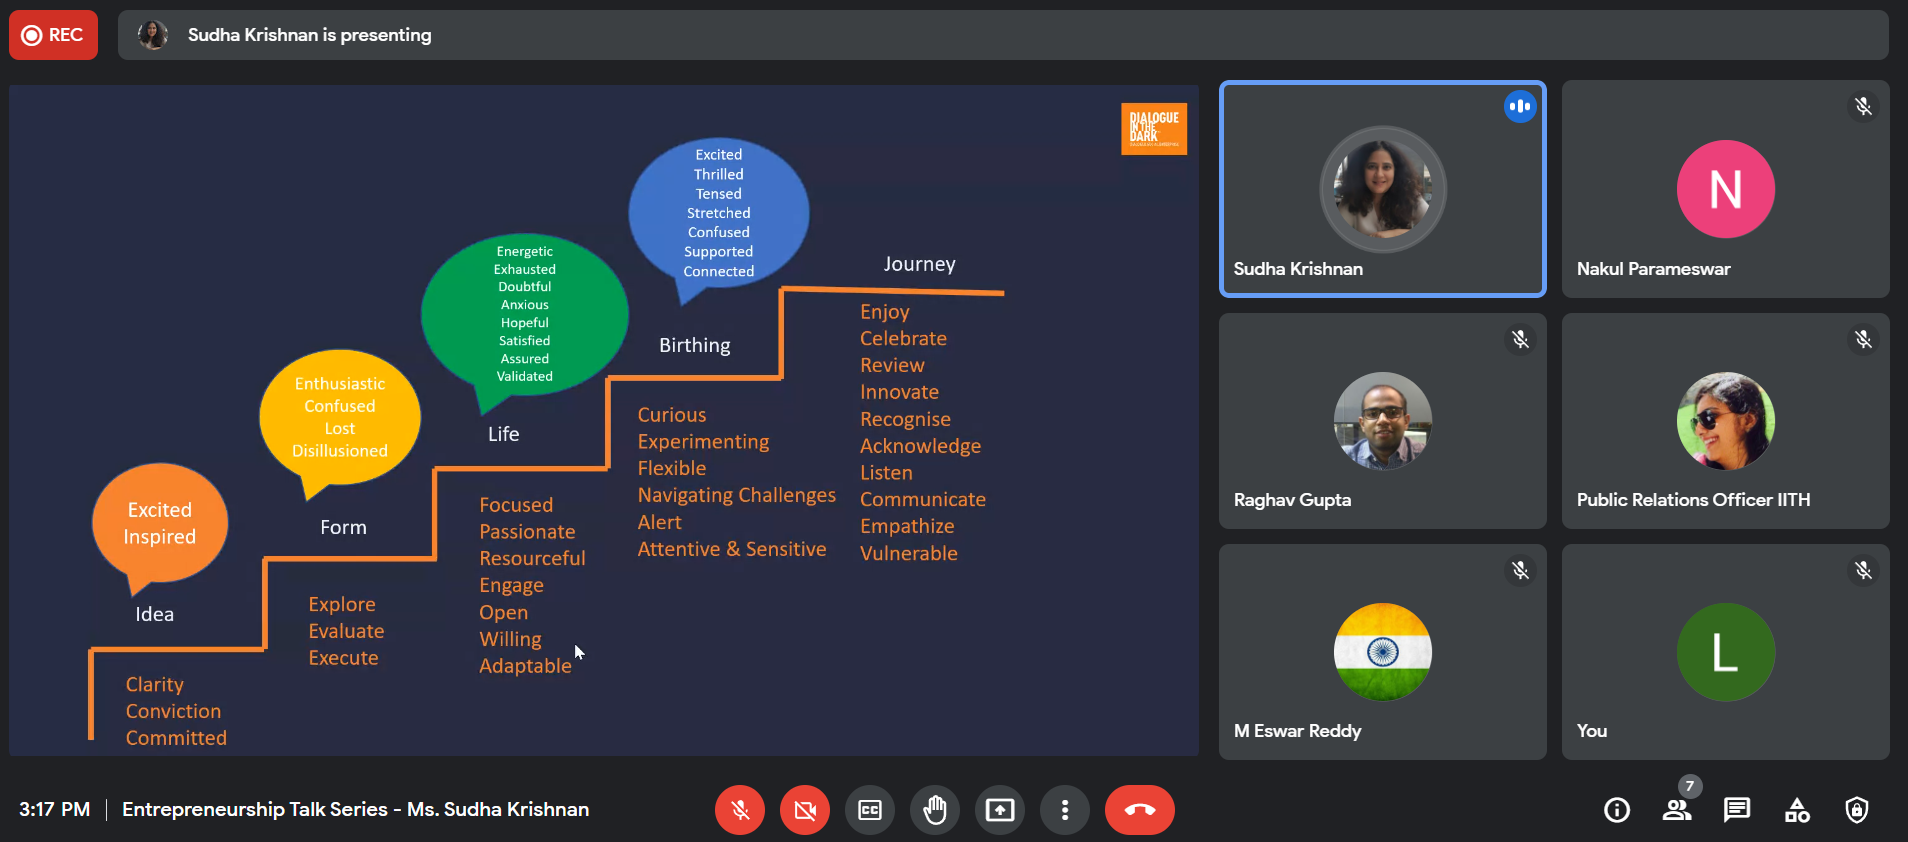 REC
Sudha Krishnan is presenting
DIALOGUE
IN THE
DARK
Excited
Thrilled
Tensed
Stretched
Confused
Supported
Connected
Energetic
Exhausted
Doubtful
Anxious
Hopeful
Satisfied
Assured
Validated
Enthusiastic
Confused
Lost
Disillusioned
Excited
Inspired
Idea
Clarity
Conviction
Committed
Form
Explore
Evaluate
Execute
Life
Focused
Passionate
Resourceful
Engage
Open
Willing
Adaptable
Birthing
Curious
Experimenting
Flexible
Navigating Challenges
Alert
Attentive & Sensitive
Journey
Enjoy
Celebrate
Review
Innovate
Recognise
Acknowledge
Listen
Communicate
Empathize
Vulnerable
Sudha Krishnan
N
Nakul Parameswar
Raghav Gupta
Public Relations Officer IITH
M Eswar Reddy
L
You
3:17 PM | Entrepreneurship Talk Series - Ms. Sudha Krishnan
CC
7